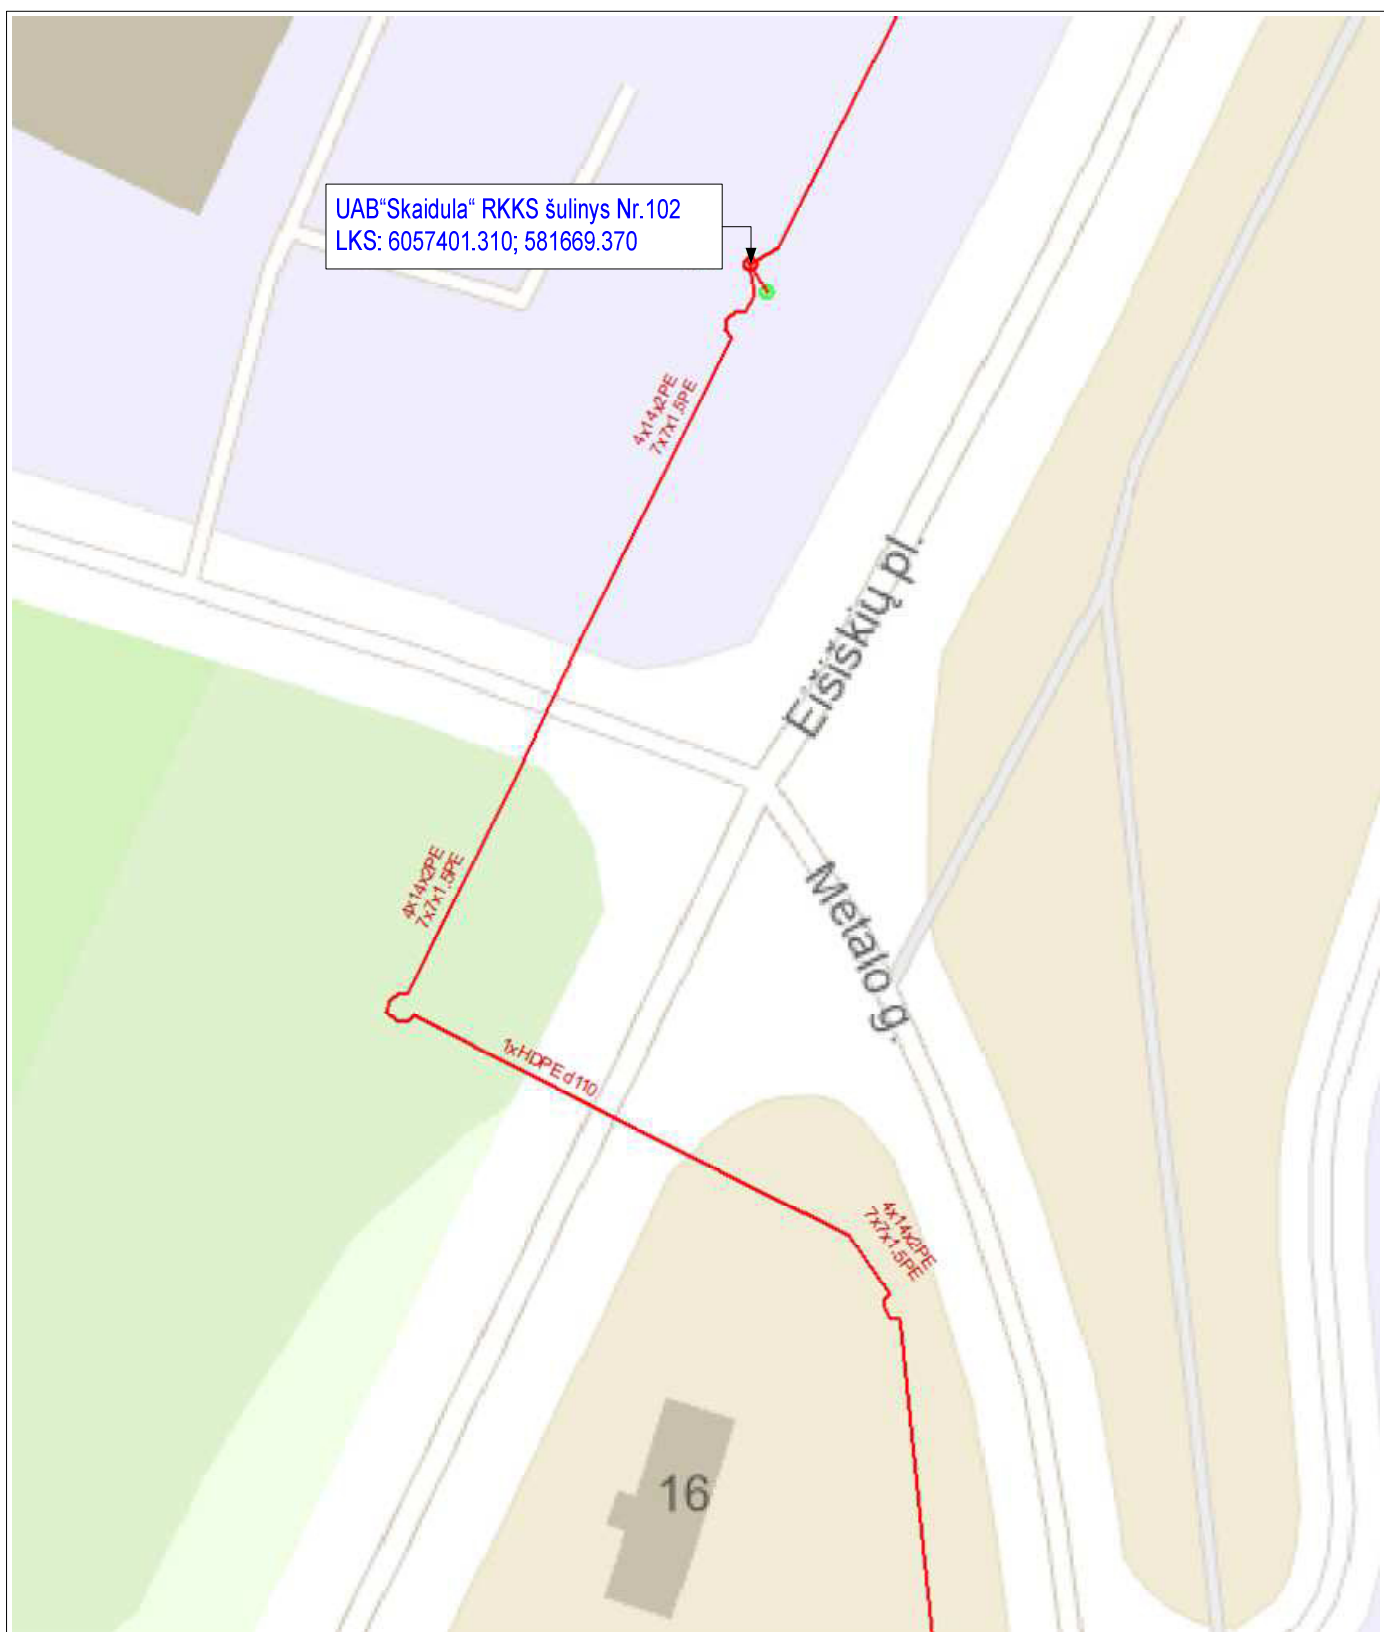 UAB“Skaidula“ RKKS šulinys Nr.102
LKS: 6057401.310; 581669.370
4x14x2PE
7x7x1.5PE
Eišiškių pl.
4x14x2PE
7x7x1.5PE
Metalo g.
1xHDPE d110
4x14x2PE
7x7x1.5PE
16